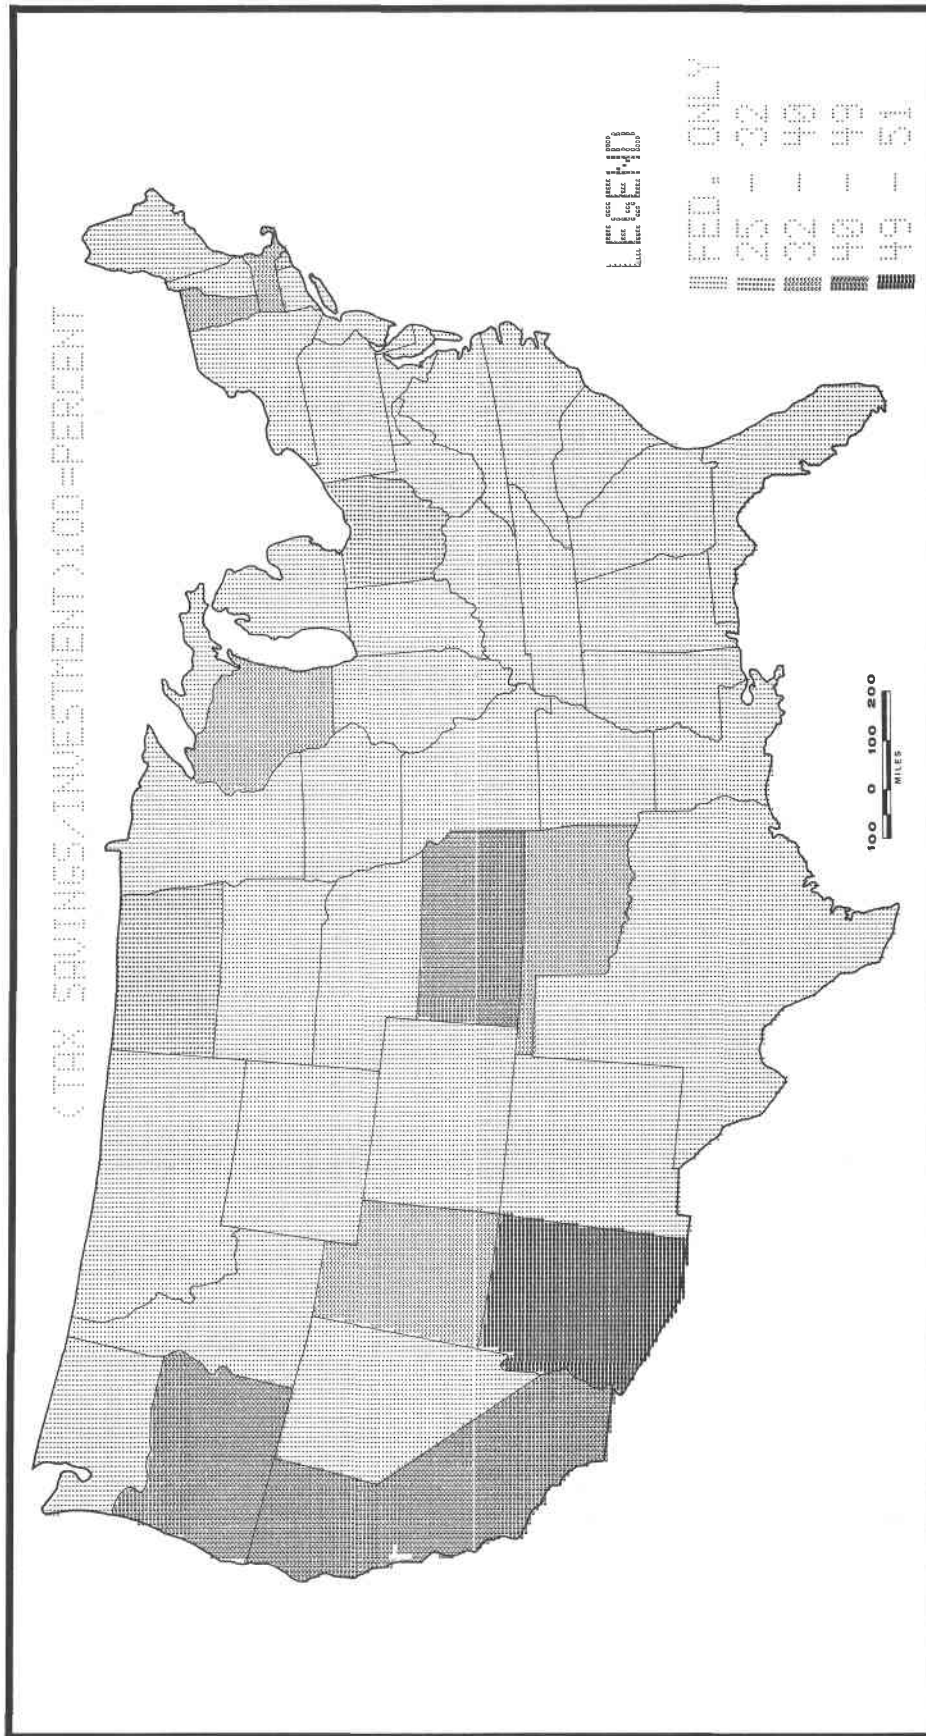 (TAX SAVINGS/INVESTMENT)100=PERCENT
LEGEND
FED. ONLY
25 - 32
32 - 40
40 - 49
49 - 51
100 0 100 200
MILES